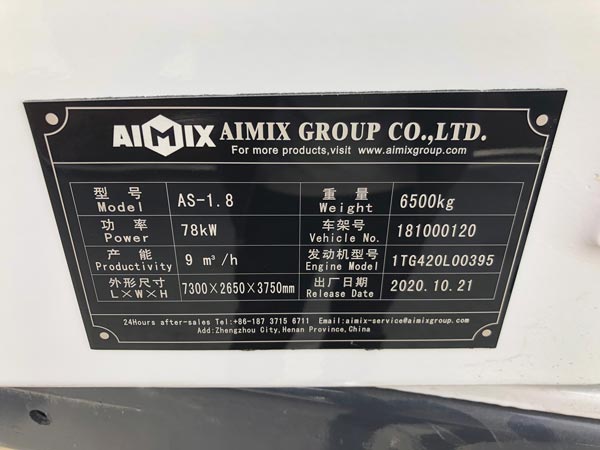 AIMIX AIMIX GROUP CO.,LTD.
For more products,visit www.aimixgroup.com
型号 AS-1.8 重量 6500kg
Model Weight
功率 78kW 车架号 181000120
Power Vehicle No.
产能 9 m³/h 发动机型号 1TG420L00395
Productivity Engine Model
外形尺寸 7300×2650×3750mm 出厂日期 2020.10.21
L×W×H Release Date
24Hours after-sales Tel:+86-187 3715 6711 Email:aimix-service@aimixgroup.com
Add:Zhengzhou City,Henan Province,China